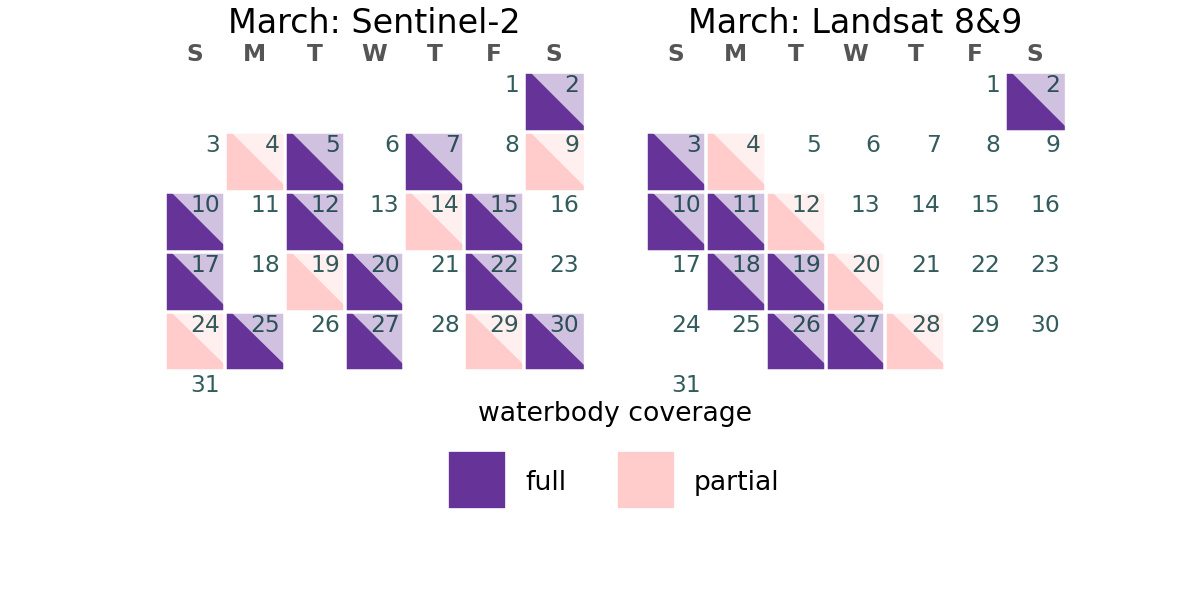 March: Sentinel-2
S M T W T F S
1 2
3 4 5 6 7 8 9
10 11 12 13 14 15 16
17 18 19 20 21 22 23
24 25 26 27 28 29 30
31
March: Landsat 8&9
S M T W T F S
1 2
3 4 5 6 7 8 9
10 11 12 13 14 15 16
17 18 19 20 21 22 23
24 25 26 27 28 29 30
31
waterbody coverage
full partial